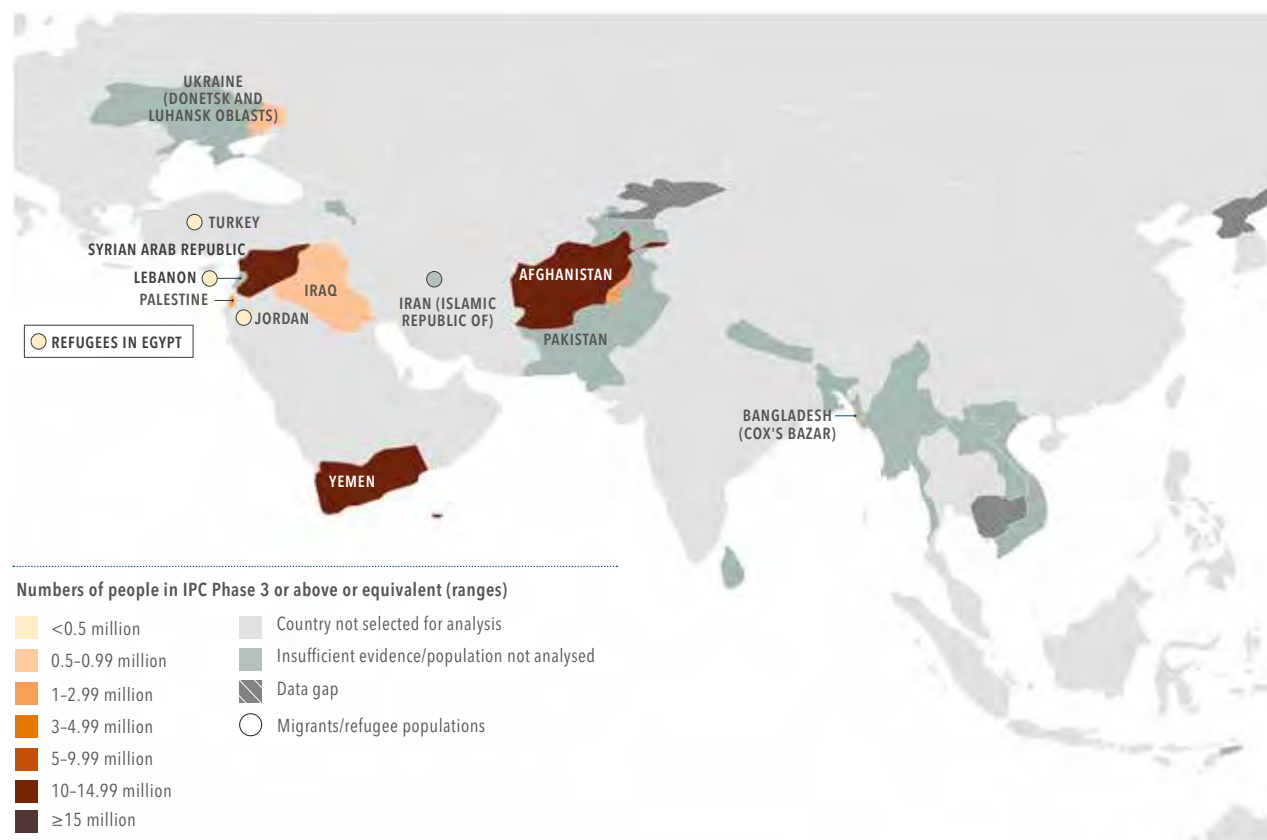 UKRAINE
(DONETSK AND
LUHANSK OBLASTS)
TURKEY
SYRIAN ARAB REPUBLIC
LEBANON
PALESTINE
IRAQ
JORDAN
REFUGEES IN EGYPT
IRAN (ISLAMIC
REPUBLIC OF)
AFGHANISTAN
PAKISTAN
BANGLADESH
(COX'S BAZAR)
YEMEN
Numbers of people in IPC Phase 3 or above or equivalent (ranges)
<0.5 million
0.5–0.99 million
1–2.99 million
3–4.99 million
5–9.99 million
10–14.99 million
≥15 million
Country not selected for analysis
Insufficient evidence/population not analysed
Data gap
Migrants/refugee populations